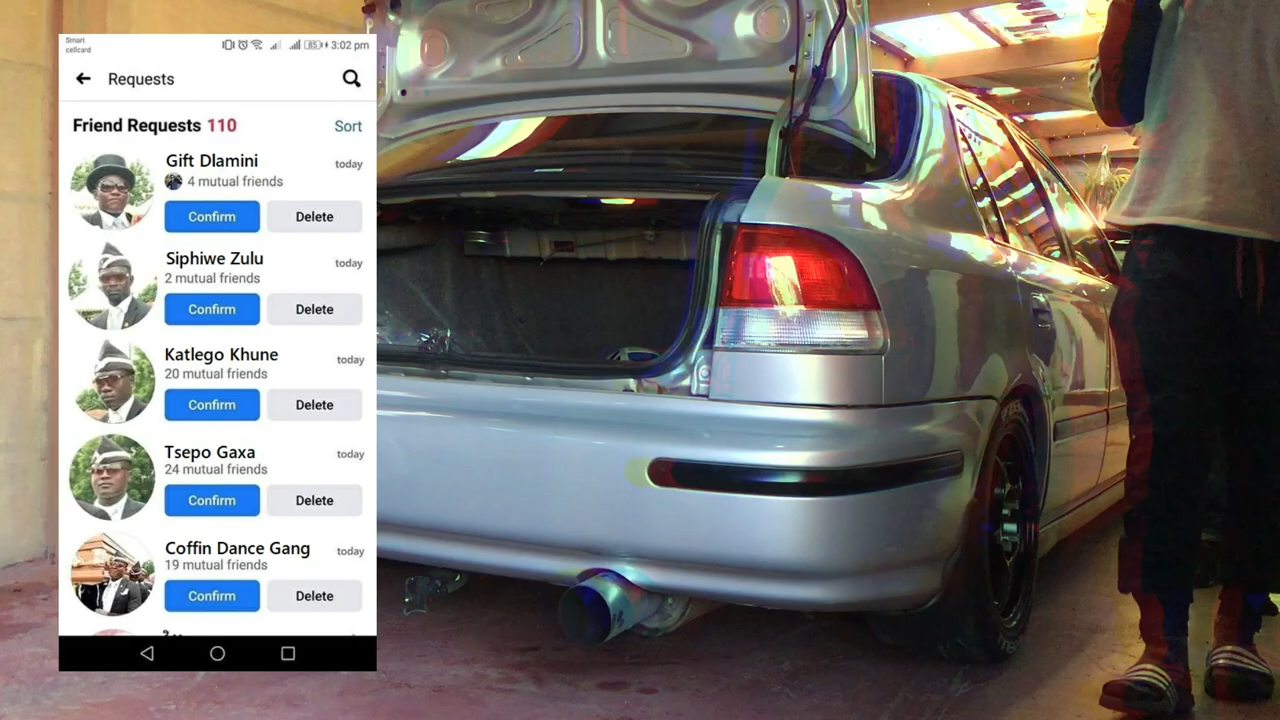 Smart
cellcard
85
3:02 pm
Requests
Friend Requests 110
Sort
Gift Dlamini
today
4 mutual friends
Confirm
Delete
Siphiwe Zulu
today
2 mutual friends
Confirm
Delete
Katlego Khune
today
20 mutual friends
Confirm
Delete
Tsepo Gaxa
today
24 mutual friends
Confirm
Delete
Coffin Dance Gang
today
19 mutual friends
Confirm
Delete